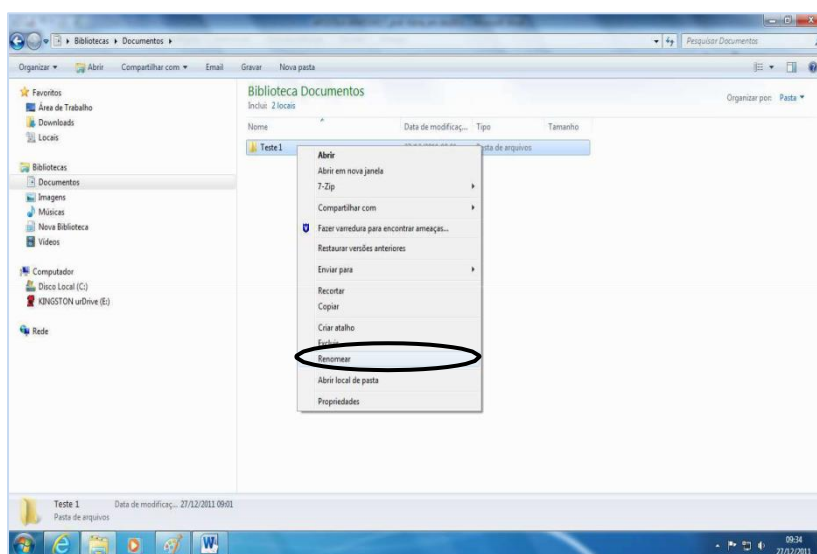 Bibliotecas ▸ Documentos ▸
Pesquisar Documentos
Organizar ▾ Abrir Compartilhar com ▾ Email Gravar Nova pasta
Favoritos
Área de Trabalho
Downloads
Locais
Bibliotecas
Documentos
Imagens
Músicas
Nova Biblioteca
Vídeos
Computador
Disco Local (C:)
KINGSTON urDrive (E:)
Rede
Biblioteca Documentos
Inclui: 2 locais
Organizar por: Pasta ▾
Nome Data de modificaç... Tipo Tamanho
Teste 1 Pasta de arquivos
Abrir
Abrir em nova janela
7-Zip
Compartilhar com
Fazer varredura para encontrar ameaças...
Restaurar versões anteriores
Enviar para
Recortar
Copiar
Criar atalho
Excluir
Renomear
Abrir local de pasta
Propriedades
Teste 1 Data de modificaç... 27/12/2011 09:01
Pasta de arquivos
09:34
27/12/2011